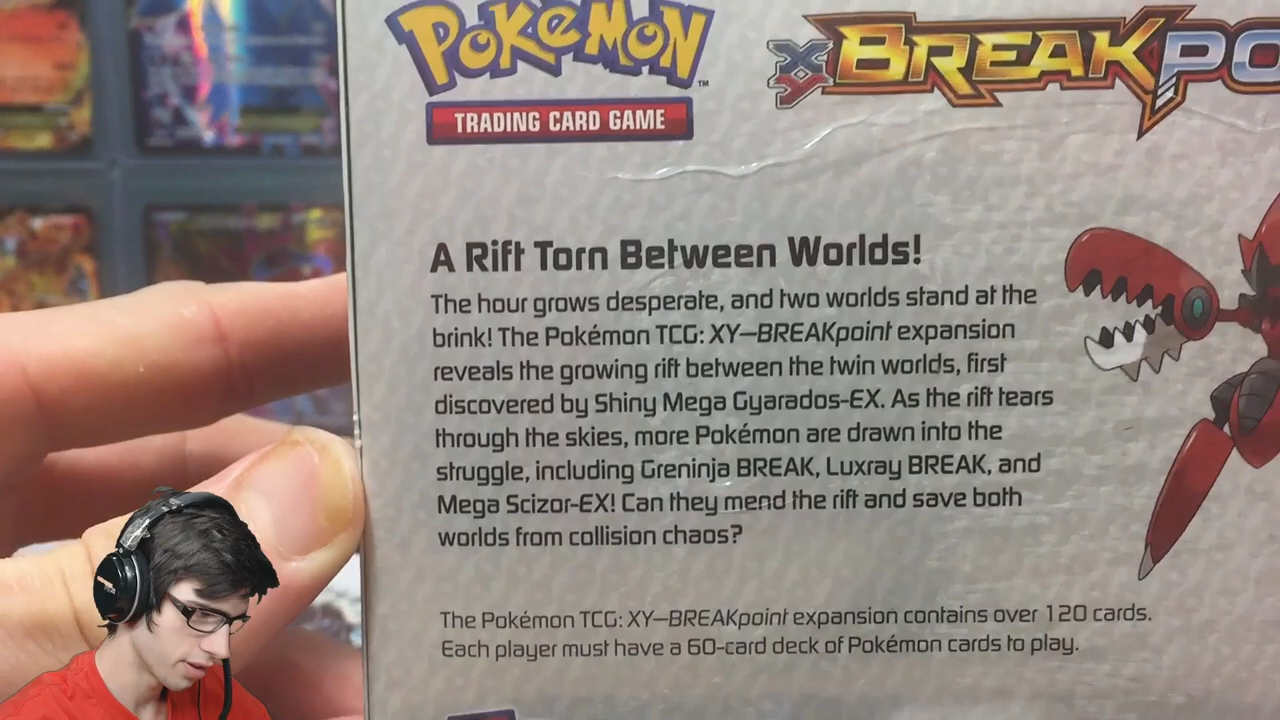 POKéMON™
TRADING CARD GAME
XY BREAKPO
A Rift Torn Between Worlds!
The hour grows desperate, and two worlds stand at the
brink! The Pokémon TCG: XY—BREAKpoint expansion
reveals the growing rift between the twin worlds, first
discovered by Shiny Mega Gyarados-EX. As the rift tears
through the skies, more Pokémon are drawn into the
struggle, including Greninja BREAK, Luxray BREAK, and
Mega Scizor-EX! Can they mend the rift and save both
worlds from collision chaos?
The Pokémon TCG: XY—BREAKpoint expansion contains over 120 cards.
Each player must have a 60-card deck of Pokémon cards to play.